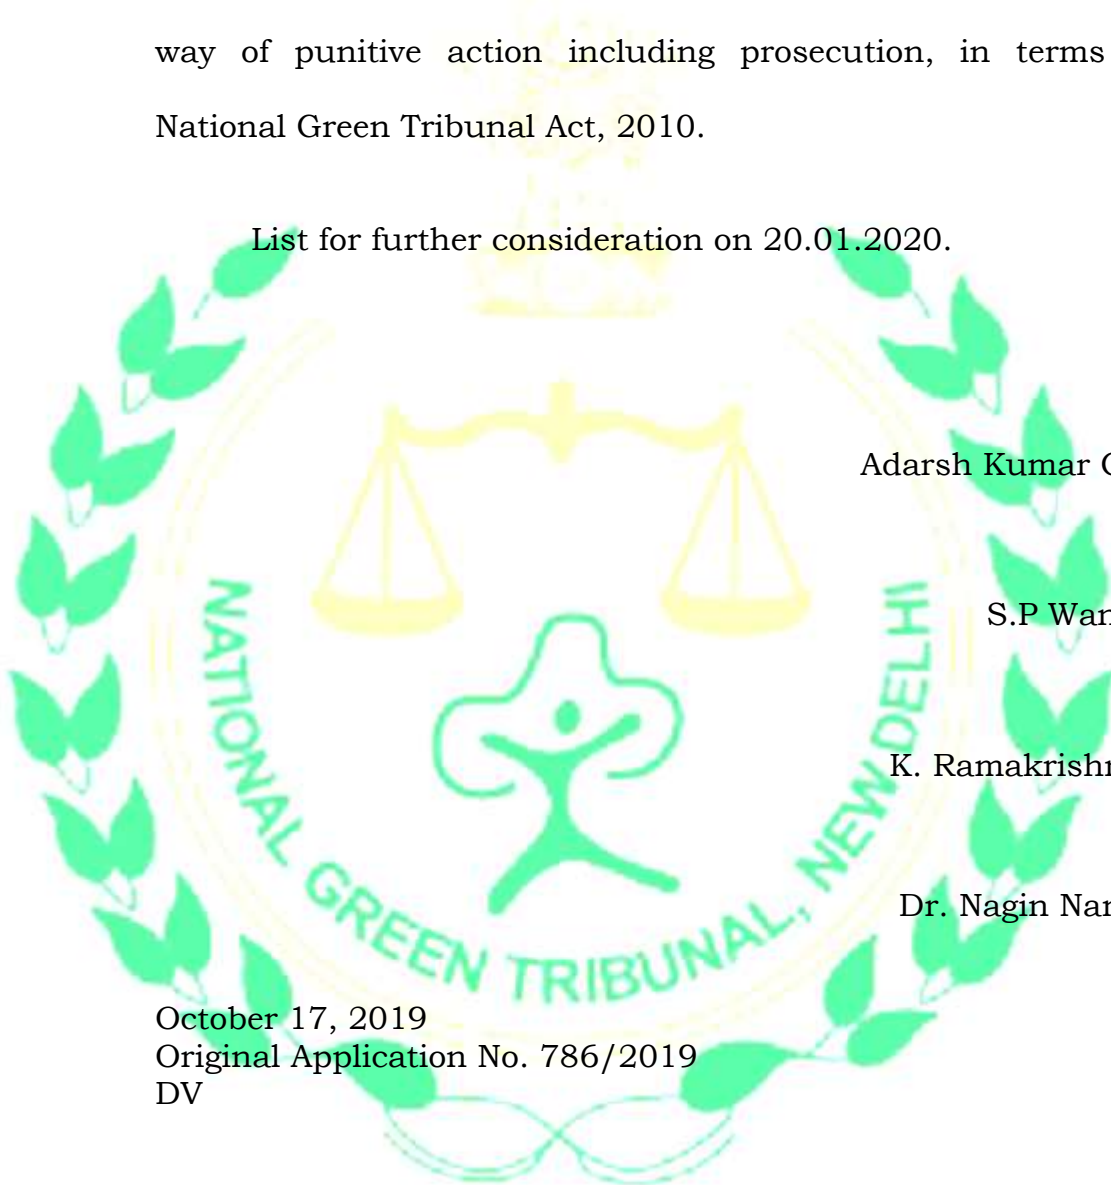 way of punitive action including prosecution, in terms
National Green Tribunal Act, 2010.
List for further consideration on 20.01.2020.
Adarsh Kumar
S.P
K.
Dr. Nagin
NATIONAL GREEN TRIBUNAL, NEW DELHI
October 17, 2019
Original Application No. 786/2019
DV